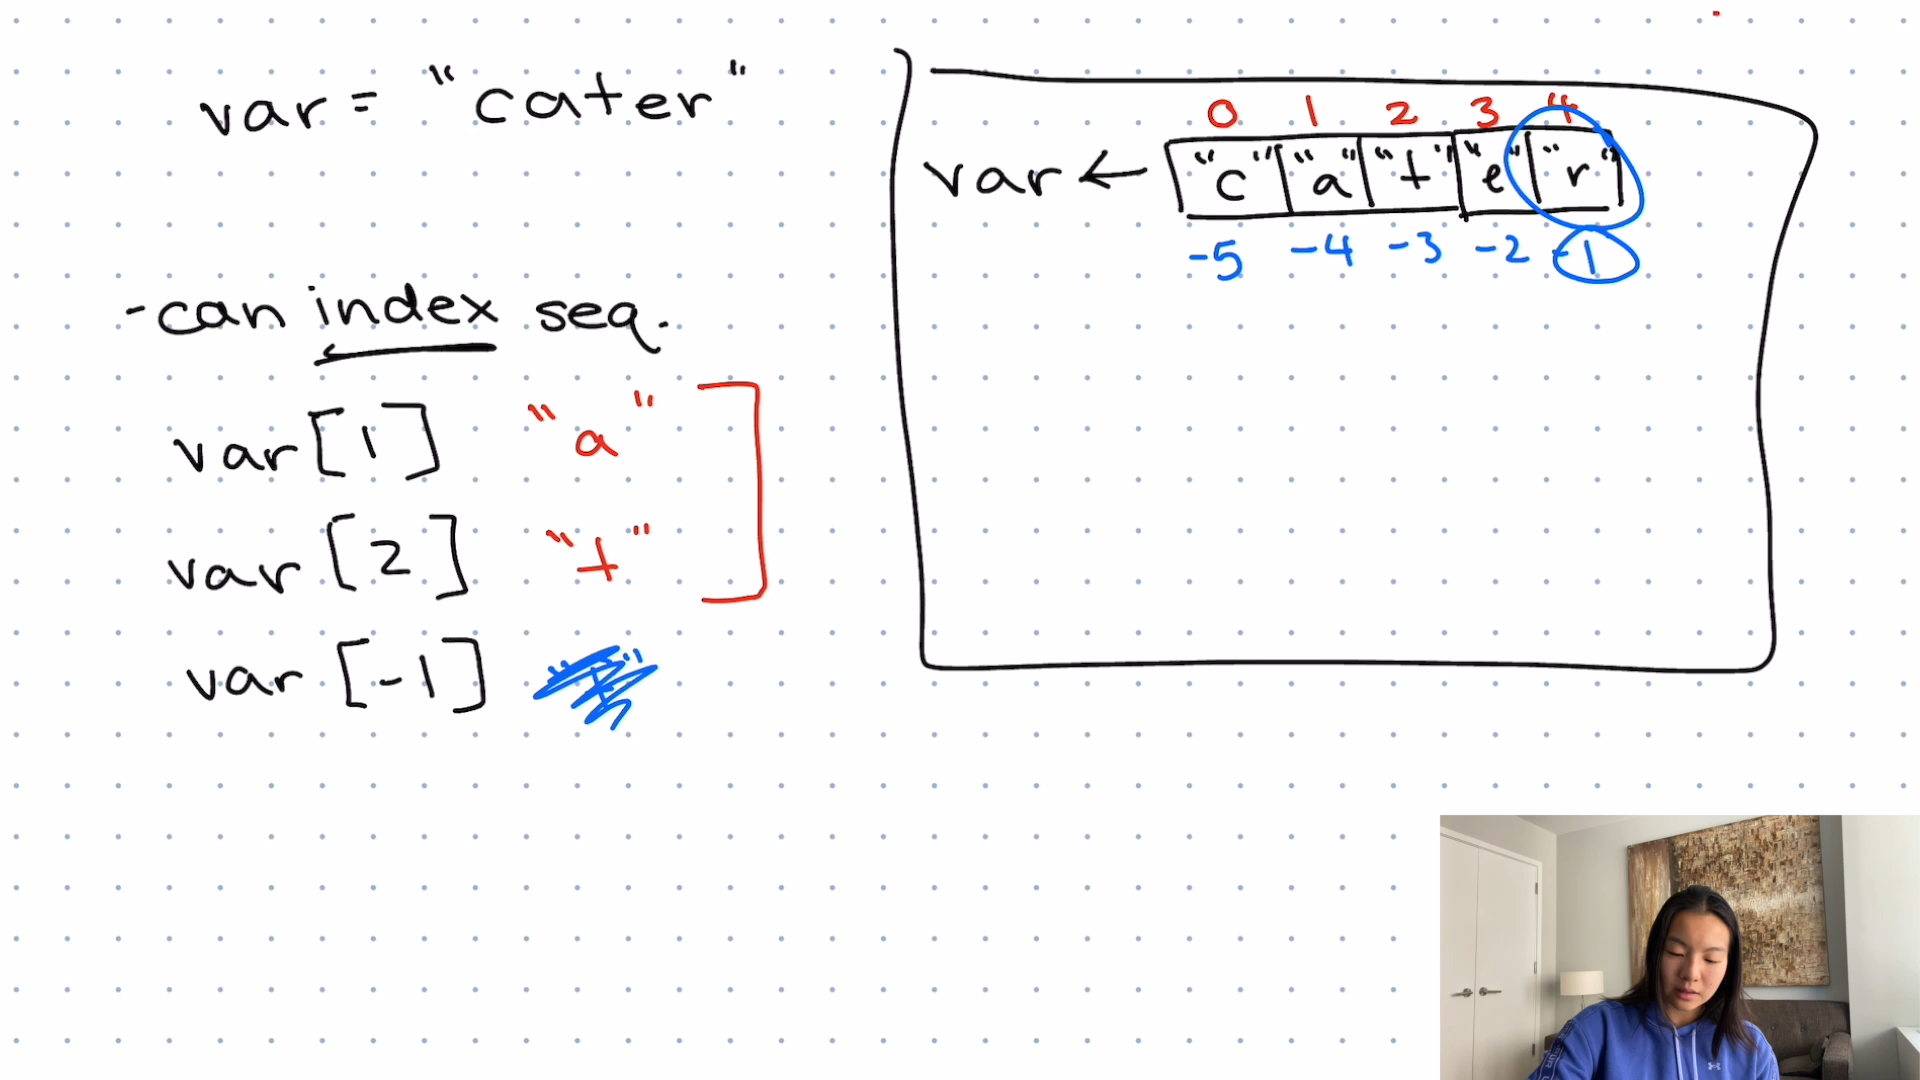 var = "cater"
-can index seq.
var[1] "a"
var [2] "t"
var [-1]
0 1 2 3 4
var ← "c" "a" "t" "e" "r"
-5 -4 -3 -2 -1